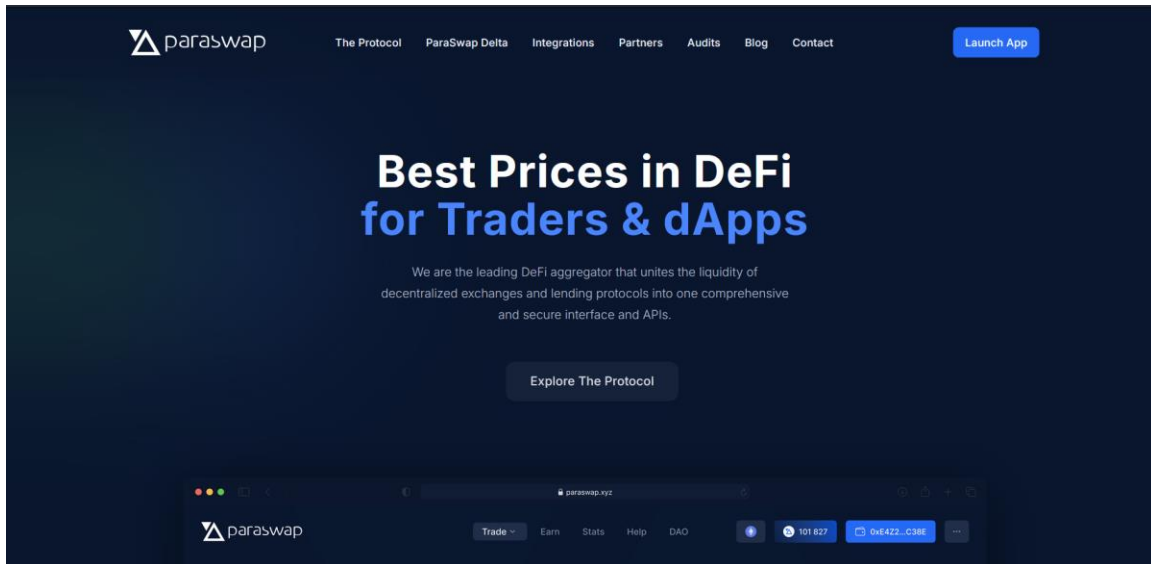 paraswap
The Protocol ParaSwap Delta Integrations Partners Audits Blog Contact Launch App
Best Prices in DeFi
for Traders & dApps
We are the leading DeFi aggregator that unites the liquidity of
decentralized exchanges and lending protocols into one comprehensive
and secure interface and APIs.
Explore The Protocol
paraswap.xyz
paraswap Trade Earn Stats Help DAO 101 827 0xE4Z2...C38E